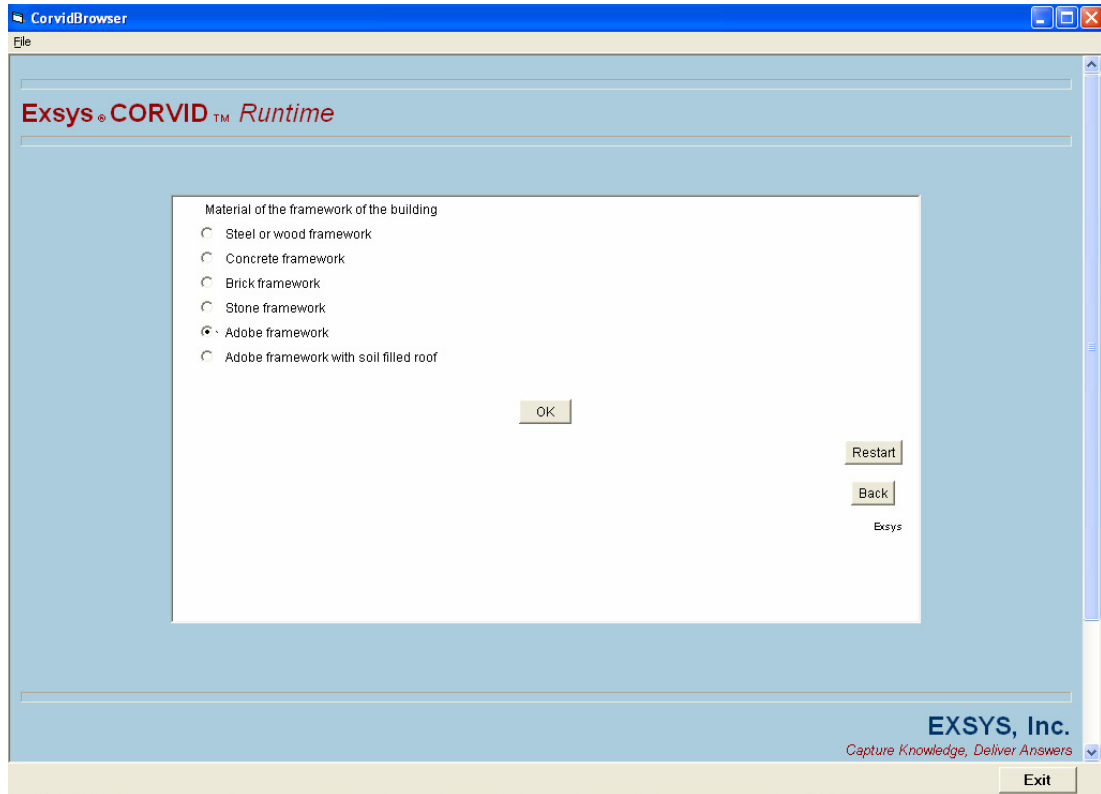 CorvidBrowser
File
Exsys ® CORVID TM Runtime
Material of the framework of the building
Steel or wood framework
Concrete framework
Brick framework
Stone framework
Adobe framework
Adobe framework with soil filled roof
OK
Restart
Back
Exsys
EXSYS, Inc.
Capture Knowledge, Deliver Answers
Exit